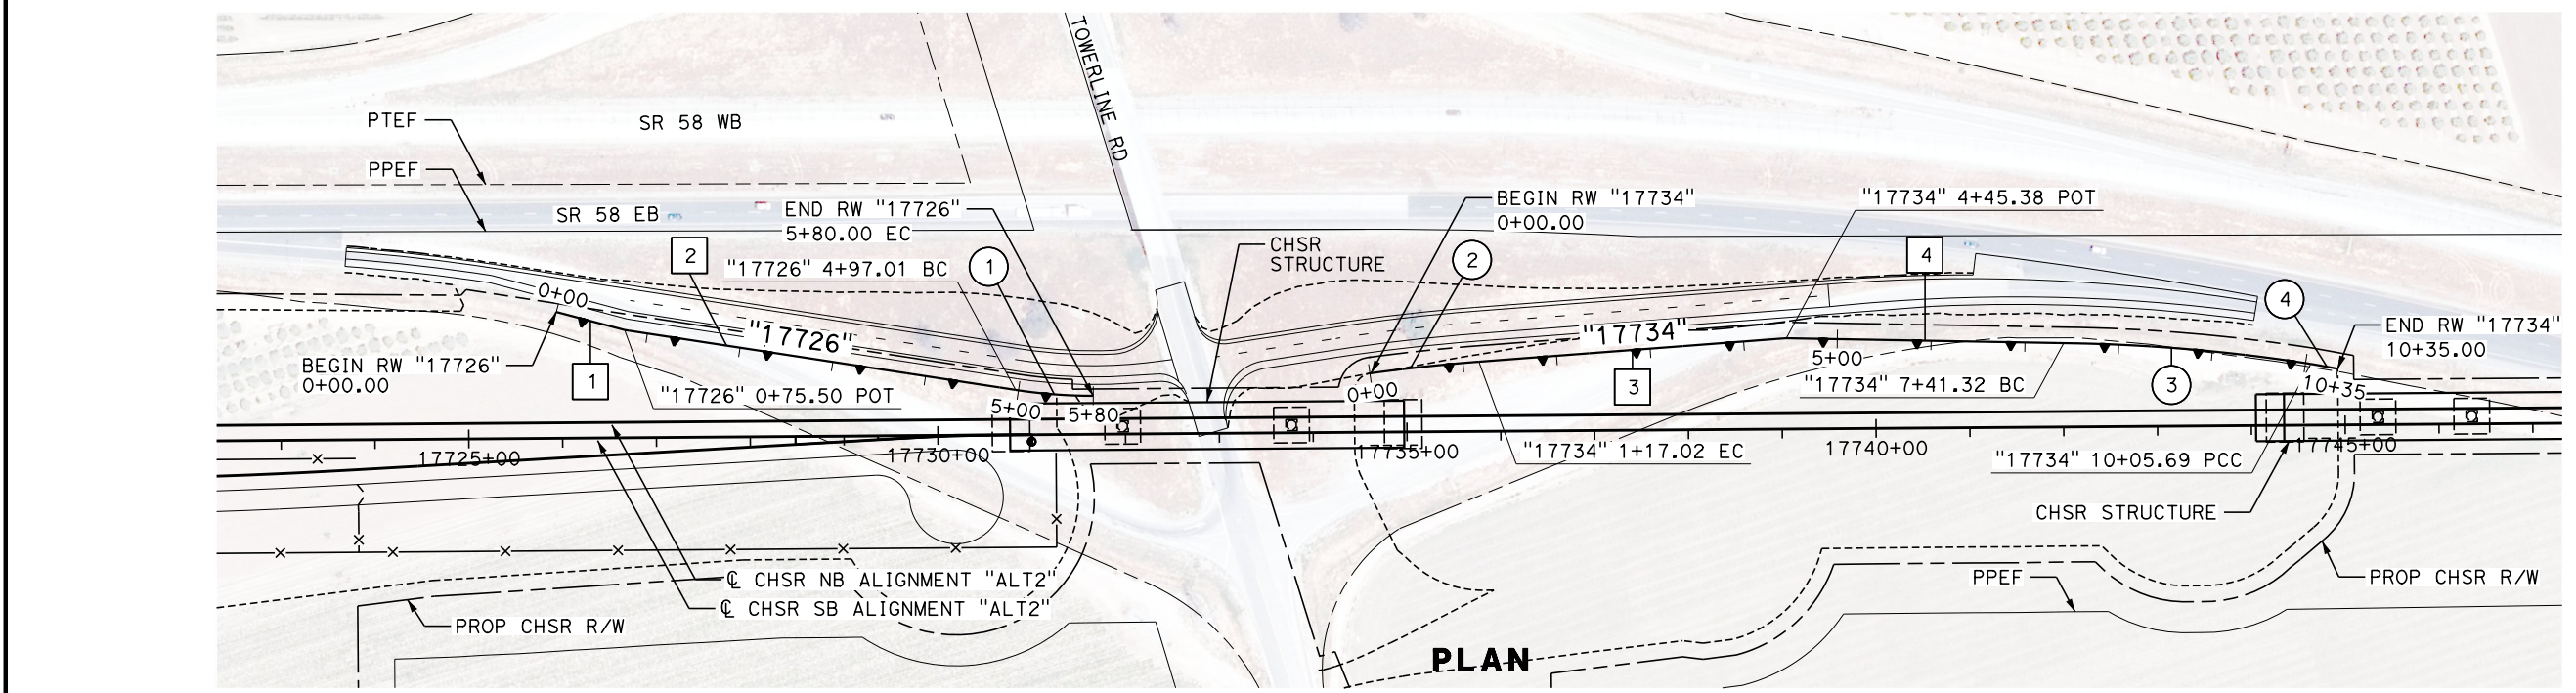 TOWERLINE RD
PTEF
SR 58 WB
PPEF
SR 58 EB
END RW "17726"
5+80.00 EC
BEGIN RW "17734"
0+00.00
"17734" 4+45.38 POT
2
"17726" 4+97.01 BC
1
CHSR
STRUCTURE
2
4
4
0+00
"17726"
"17734"
END RW "17734"
10+35.00
BEGIN RW "17726"
0+00.00
1
"17726" 0+75.50 POT
5+00
5+80
0+00
3
5+00
"17734" 7+41.32 BC
3
10+35
17725+00
17730+00
17735+00
"17734" 1+17.02 EC
17740+00
"17734" 10+05.69 PCC
17745+00
CHSR STRUCTURE
℄ CHSR NB ALIGNMENT "ALT2"
℄ CHSR SB ALIGNMENT "ALT2"
PROP CHSR R/W
PPEF
PROP CHSR R/W
PLAN